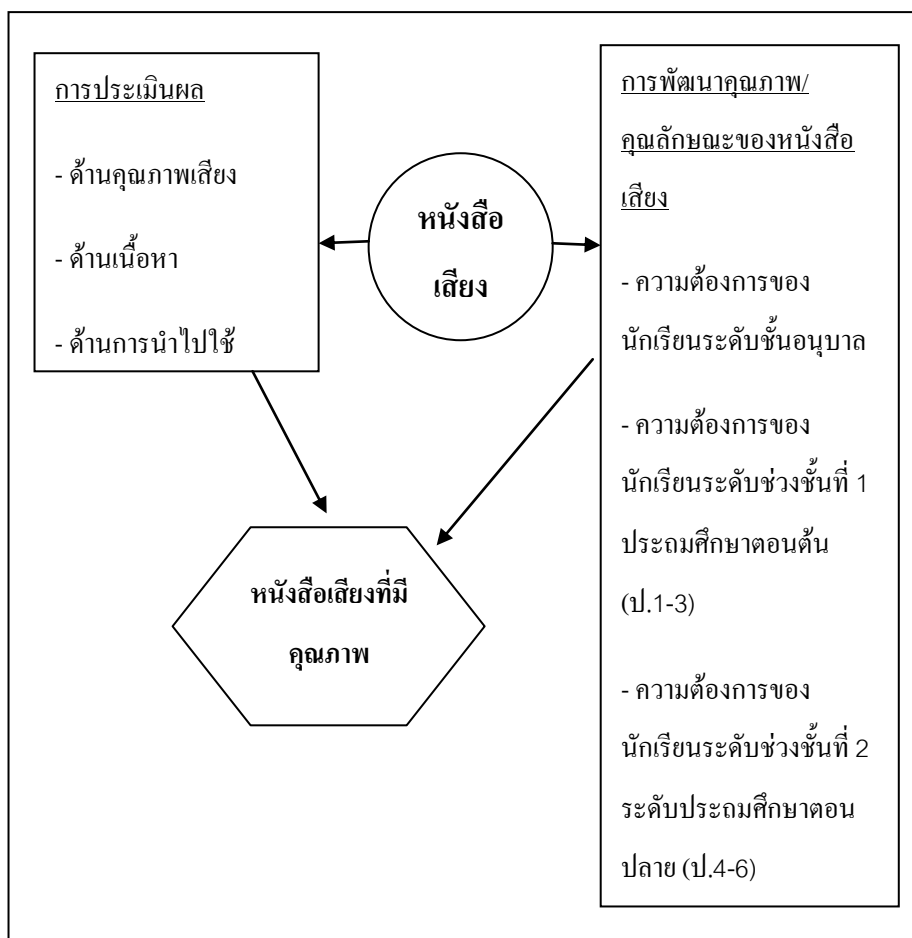 การประเมินผล
- ด้านคุณภาพเสียง
- ด้านเนื้อหา
- ด้านการนำไปใช้
หนังสือ
เสียง
การพัฒนาคุณภาพ/
คุณลักษณะของหนังสือ
เสียง
- ความต้องการของ
นักเรียนระดับชั้นอนุบาล
- ความต้องการของ
นักเรียนระดับช่วงชั้นที่ 1
ประถมศึกษาตอนต้น
(ป.1-3)
- ความต้องการของ
นักเรียนระดับช่วงชั้นที่ 2
ระดับประถมศึกษาตอน
ปลาย (ป.4-6)
หนังสือเสียงที่มี
คุณภาพ